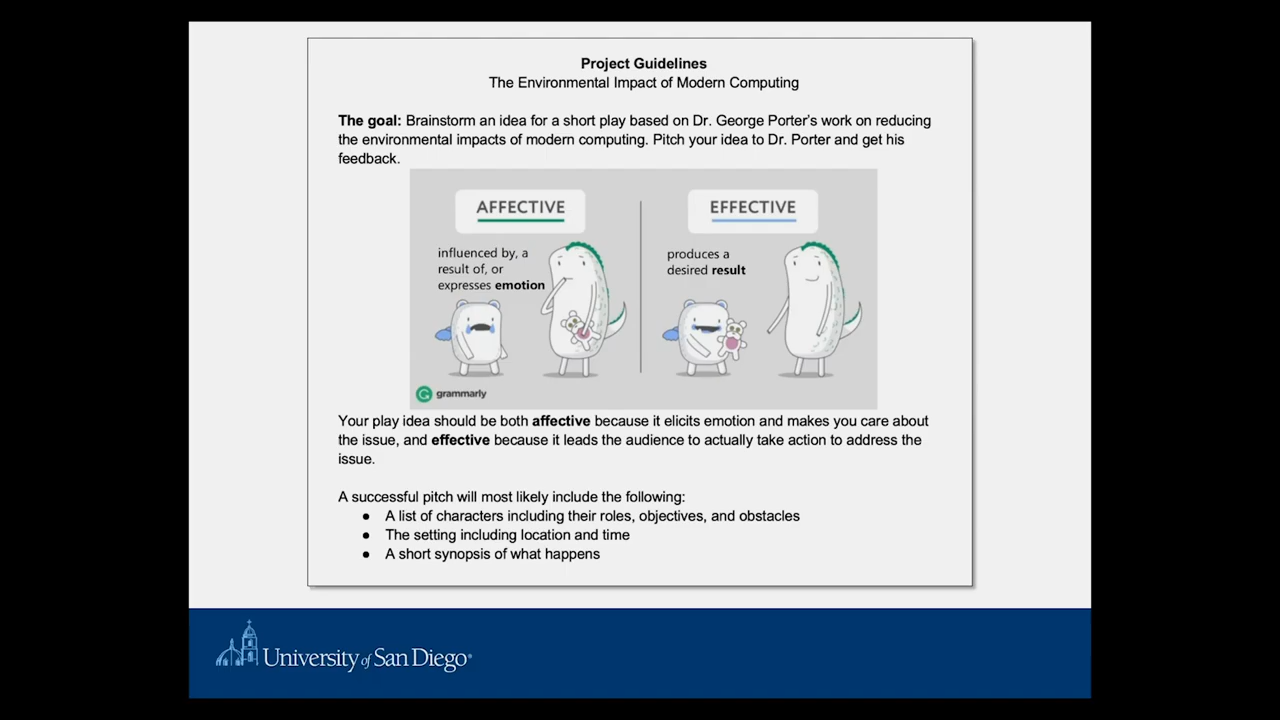 Project Guidelines
The Environmental Impact of Modern Computing
The goal: Brainstorm an idea for a short play based on Dr. George Porter's work on reducing
the environmental impacts of modern computing. Pitch your idea to Dr. Porter and get his
feedback.
AFFECTIVE
influenced by, a
result of, or
expresses emotion
EFFECTIVE
produces a
desired result
grammarly
Your play idea should be both affective because it elicits emotion and makes you care about
the issue, and effective because it leads the audience to actually take action to address the
issue.
A successful pitch will most likely include the following:
● A list of characters including their roles, objectives, and obstacles
● The setting including location and time
● A short synopsis of what happens
University of San Diego